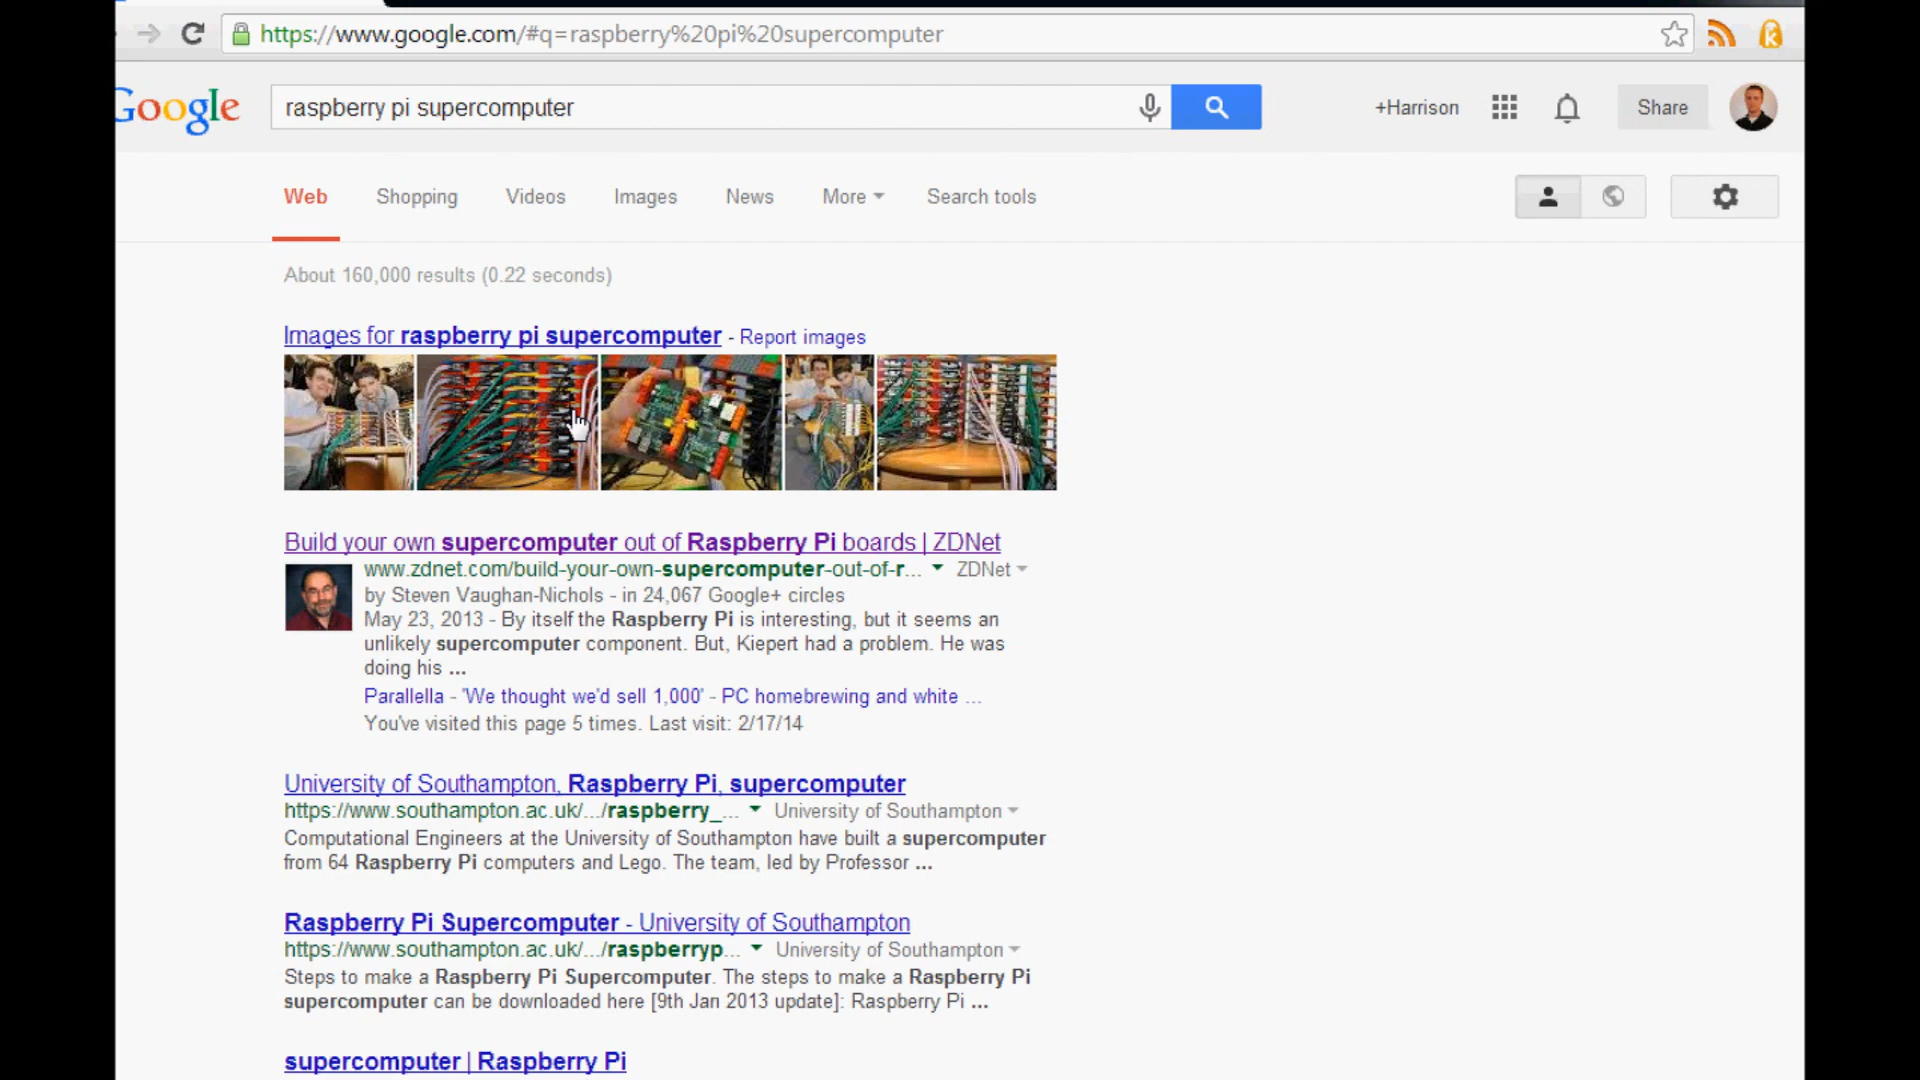 https://www.google.com/#q=raspberry%20pi%20supercomputer
Google
raspberry pi supercomputer
+Harrison
Share
Web
Shopping
Videos
Images
News
More
Search tools
About 160,000 results (0.22 seconds)
Images for raspberry pi supercomputer - Report images
Build your own supercomputer out of Raspberry Pi boards | ZDNet
www.zdnet.com/build-your-own-supercomputer-out-of-r... ZDNet
by Steven Vaughan-Nichols - in 24,067 Google+ circles
May 23, 2013 - By itself the Raspberry Pi is interesting, but it seems an
unlikely supercomputer component. But, Kiepert had a problem. He was
doing his ...
Parallella - 'We thought we'd sell 1,000' - PC homebrewing and white ...
You've visited this page 5 times. Last visit: 2/17/14
University of Southampton, Raspberry Pi, supercomputer
https://www.southampton.ac.uk/.../raspberry_... University of Southampton
Computational Engineers at the University of Southampton have built a supercomputer
from 64 Raspberry Pi computers and Lego. The team, led by Professor ...
Raspberry Pi Supercomputer - University of Southampton
https://www.southampton.ac.uk/.../raspberryp... University of Southampton
Steps to make a Raspberry Pi Supercomputer. The steps to make a Raspberry Pi
supercomputer can be downloaded here [9th Jan 2013 update]: Raspberry Pi ...
supercomputer | Raspberry Pi